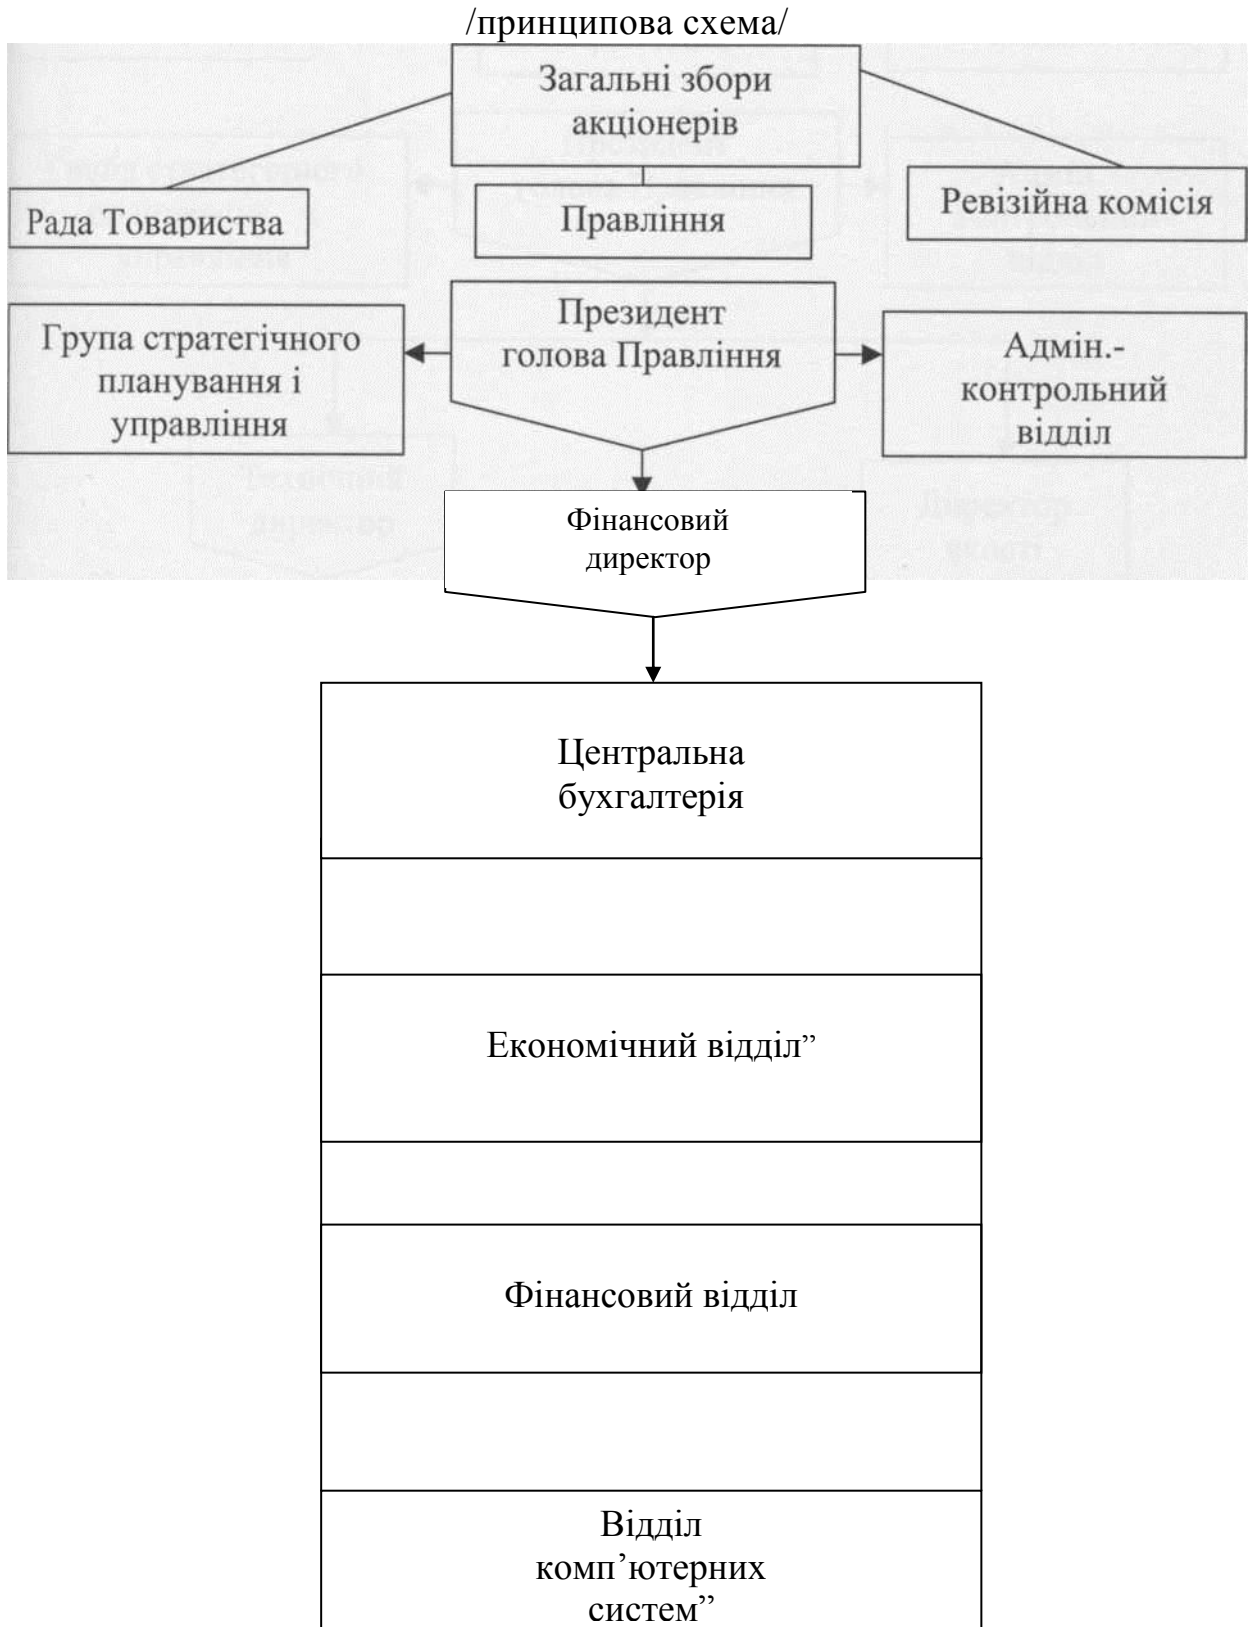 /принципова схема/
Загальні збори
акціонерів
Рада Товариства
Правління
Ревізійна комісія
Група стратегічного
планування і
управління
Президент
голова Правління
Адмін.-
контрольний
відділ
Фінансовий
директор
Центральна
бухгалтерія
Економічний відділ”
Фінансовий відділ
Відділ
комп’ютерних
систем”